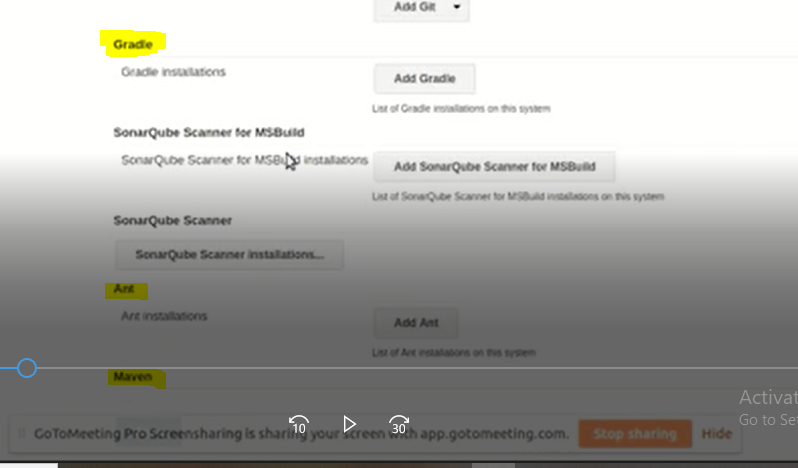 Add Git
Gradle
Gradle installations
Add Gradle
List of Gradle installations on this system
SonarQube Scanner for MSBuild
SonarQube Scanner for MSBuild installations
Add SonarQube Scanner for MSBuild
List of SonarQube Scanner for MSBuild installations on this system
SonarQube Scanner
SonarQube Scanner installations...
Ant
Ant installations
Add Ant
List of Ant installations on this system
Maven
Activat
Go to Se
10
30
GoToMeeting Pro Screensharing is sharing your screen with app.gotomeeting.com.
Stop sharing
Hide